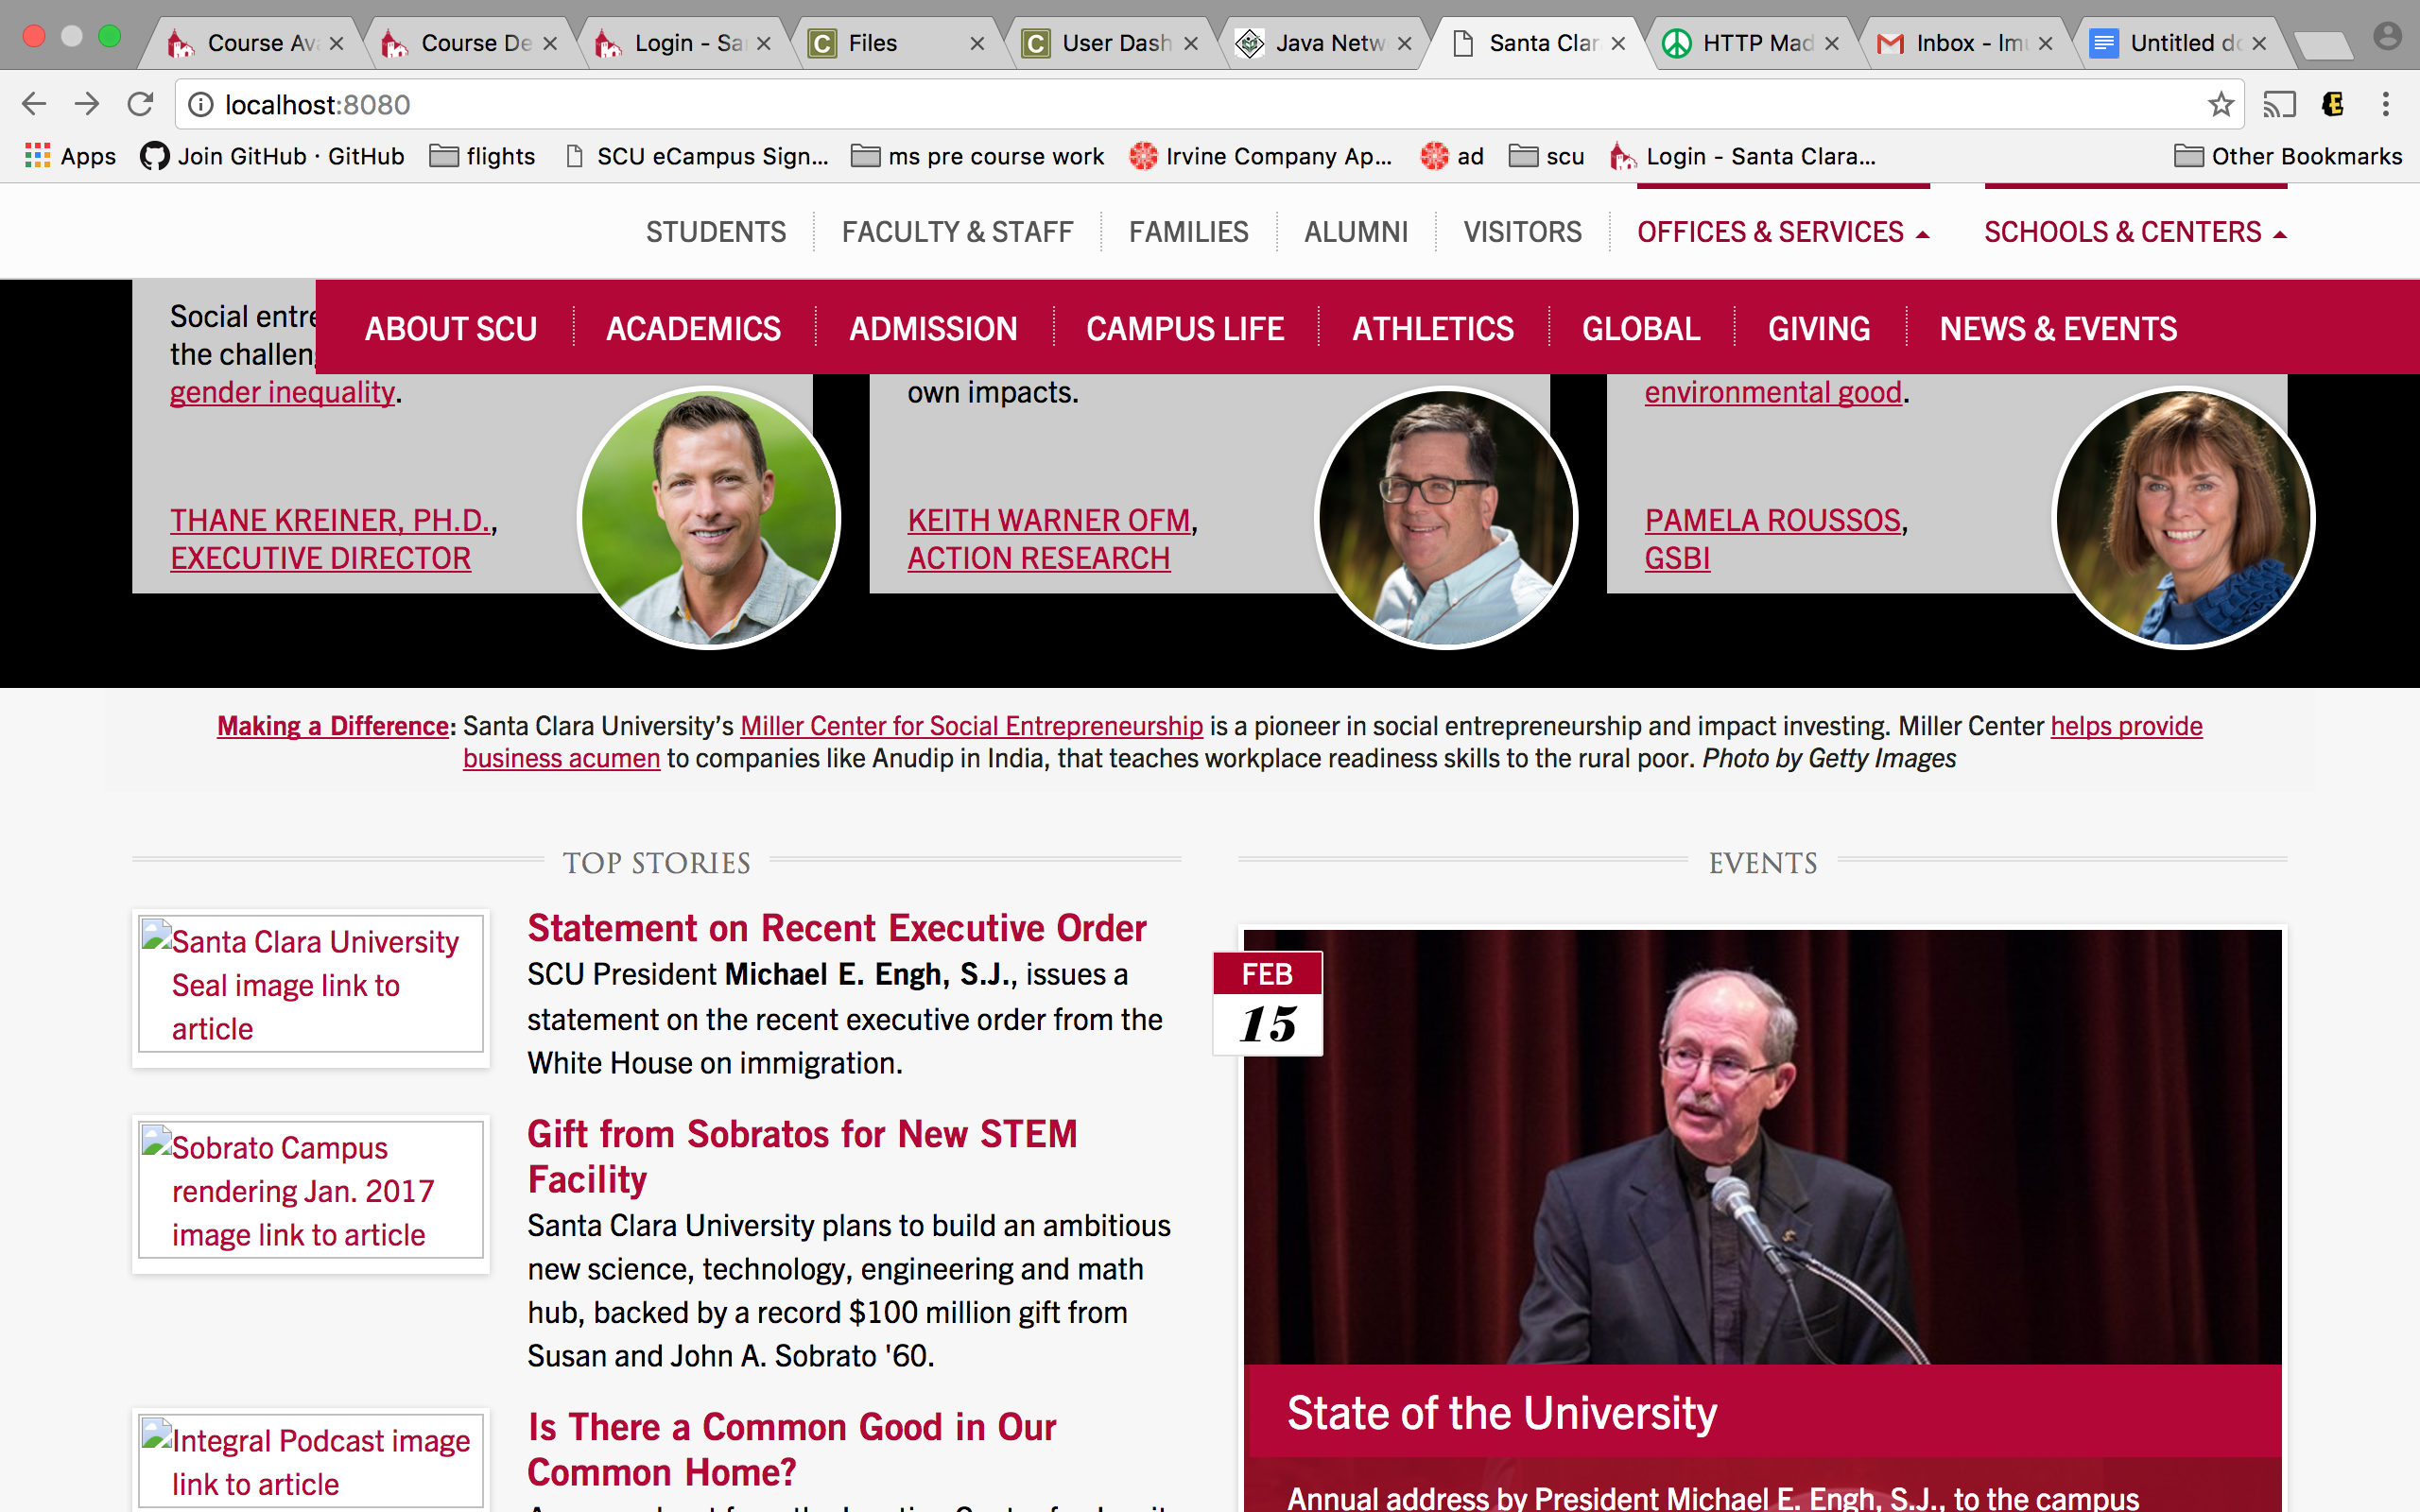 Course Ava
Course De
Login - Sa
Files
User Dash
Java Netw
Santa Clar
HTTP Mad
Inbox - lm
Untitled do
localhost:8080
Apps
Join GitHub · GitHub
flights
SCU eCampus Sign...
ms pre course work
Irvine Company Ap...
ad
scu
Login - Santa Clara...
Other Bookmarks
STUDENTS
FACULTY & STAFF
FAMILIES
ALUMNI
VISITORS
OFFICES & SERVICES
SCHOOLS & CENTERS
ABOUT SCU
ACADEMICS
ADMISSION
CAMPUS LIFE
ATHLETICS
GLOBAL
GIVING
NEWS & EVENTS
Social entre
the challen
gender inequality.
THANE KREINER, PH.D.,
EXECUTIVE DIRECTOR
own impacts.
KEITH WARNER OFM,
ACTION RESEARCH
environmental good.
PAMELA ROUSSOS,
GSBI
Making a Difference: Santa Clara University’s Miller Center for Social Entrepreneurship is a pioneer in social entrepreneurship and impact investing. Miller Center helps provide
business acumen to companies like Anudip in India, that teaches workplace readiness skills to the rural poor. Photo by Getty Images
TOP STORIES
Santa Clara University
Seal image link to
article
Statement on Recent Executive Order
SCU President Michael E. Engh, S.J., issues a
statement on the recent executive order from the
White House on immigration.
Sobrato Campus
rendering Jan. 2017
image link to article
Gift from Sobratos for New STEM
Facility
Santa Clara University plans to build an ambitious
new science, technology, engineering and math
hub, backed by a record $100 million gift from
Susan and John A. Sobrato '60.
Integral Podcast image
link to article
Is There a Common Good in Our
Common Home?
EVENTS
FEB
15
State of the University
Annual address by President Michael E. Engh, S.J., to the campus